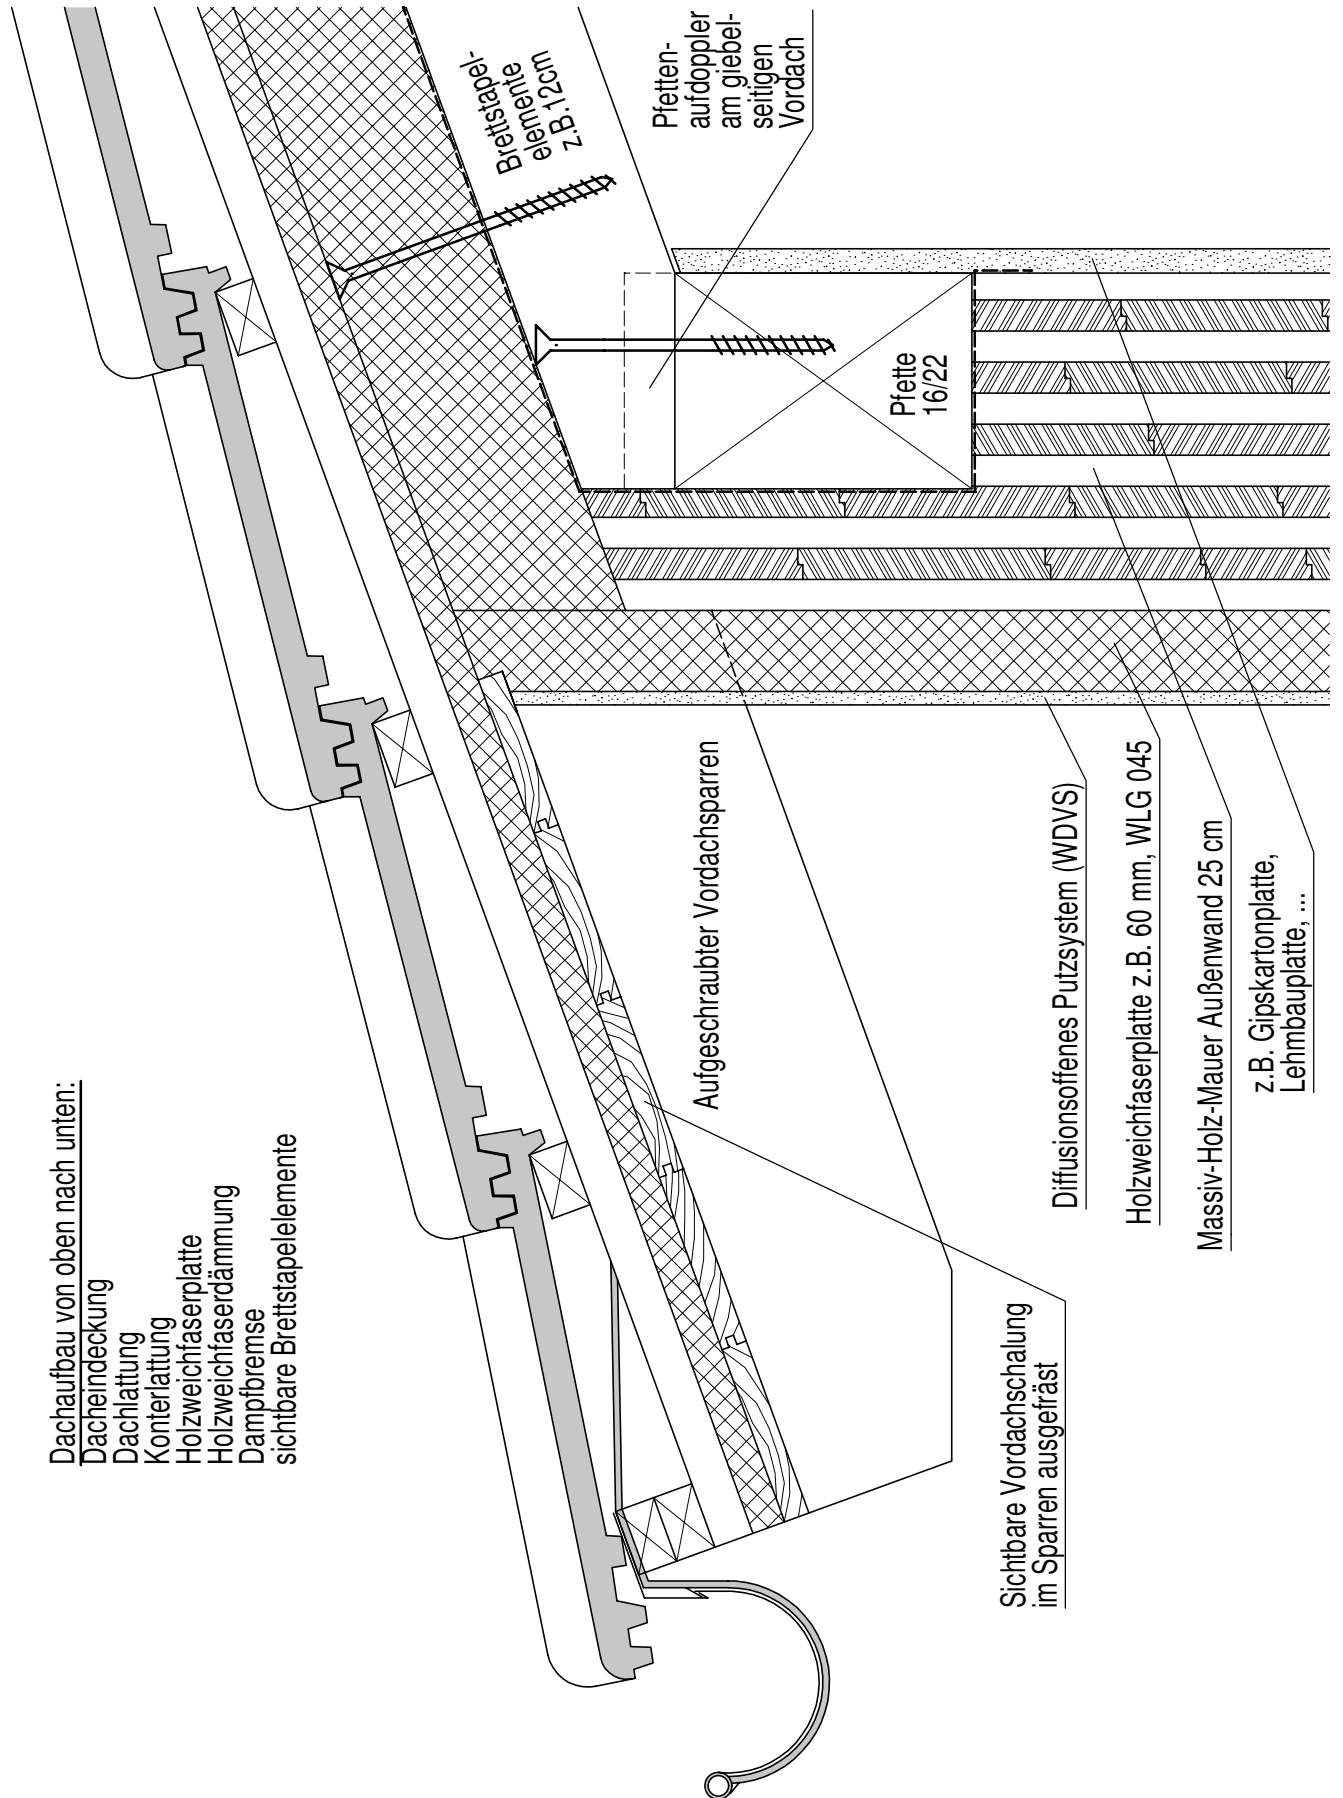 Dachaufbau von oben nach unten:
Dacheindeckung
Dachlattung
Konterlattung
Holzweichfaserplatte
Holzweichfaserdämmung
Dampfbremse
sichtbare Brettstapelelemente
Brettstapel-
elemente
z.B.12cm
Pfetten-
aufdoppler
am giebel-
seitigen
Vordach
Pfette
16/22
Aufgeschraubter Vordachsparren
Sichtbare Vordachschalung
im Sparren ausgefräst
Diffusionsoffenes Putzsystem (WDVS)
Holzweichfaserplatte z.B. 60 mm, WLG 045
Massiv-Holz-Mauer Außenwand 25 cm
z.B. Gipskartonplatte,
Lehmbauplatte, ...